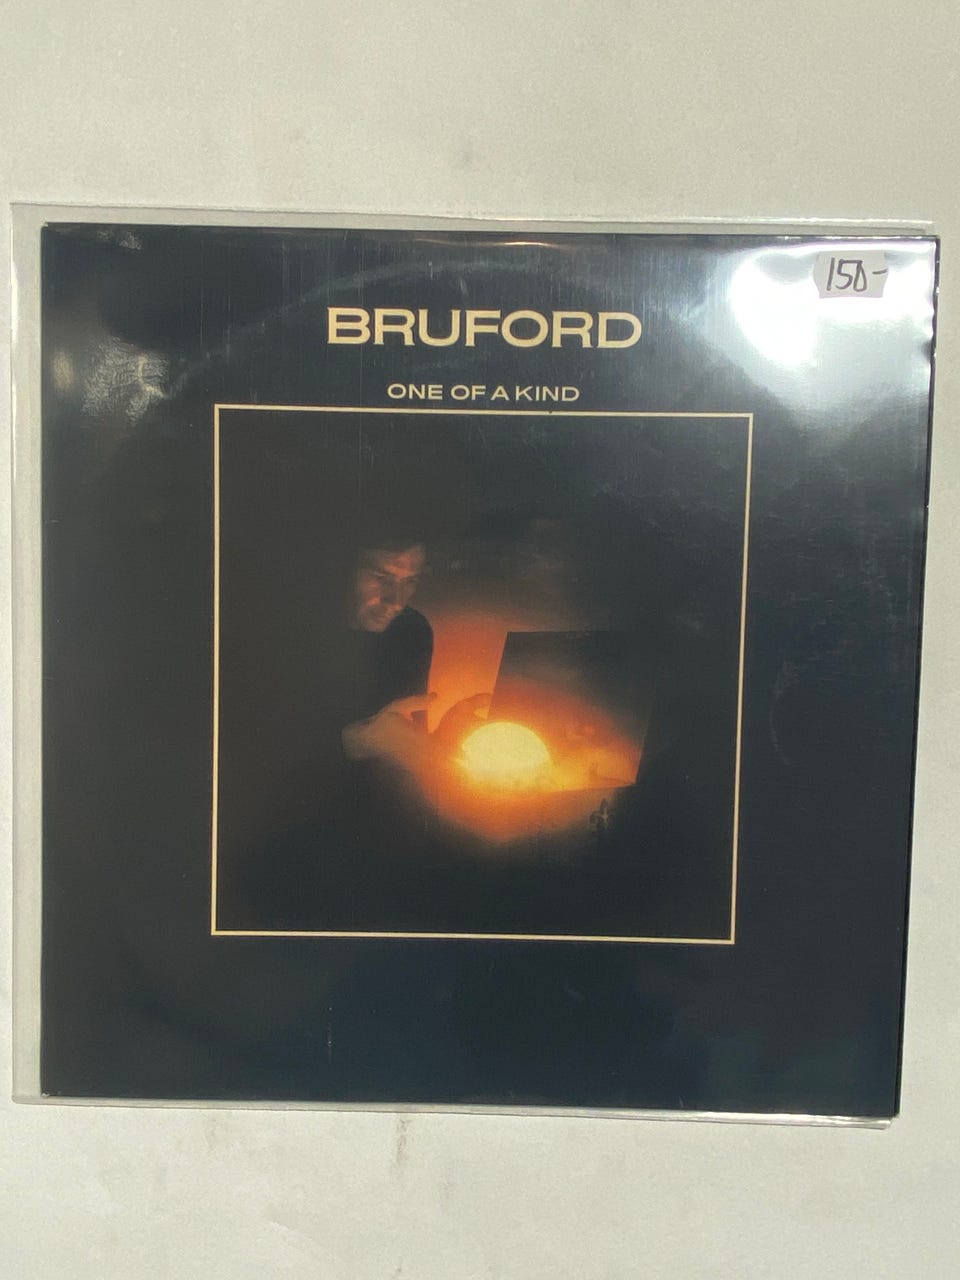 150-
BRUFORD
ONE OF A KIND